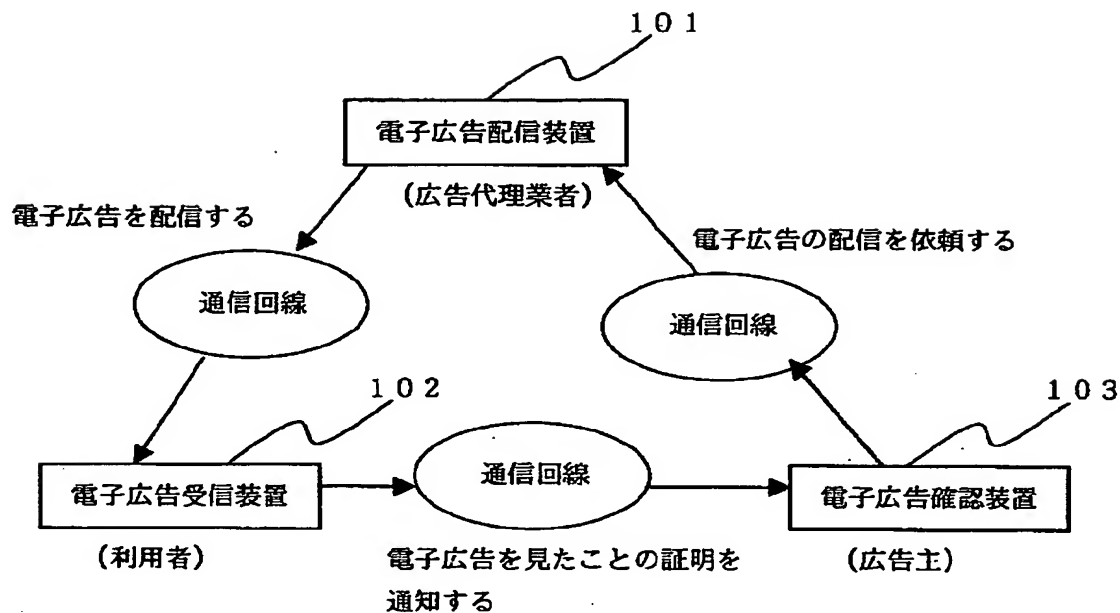 １０１
電子広告配信装置
(広告代理業者)
電子広告を配信する
電子広告の配信を依頼する
通信回線
通信回線
１０２
１０３
通信回線
電子広告受信装置
電子広告確認装置
(利用者)
電子広告を見たことの証明を
通知する
(広告主)